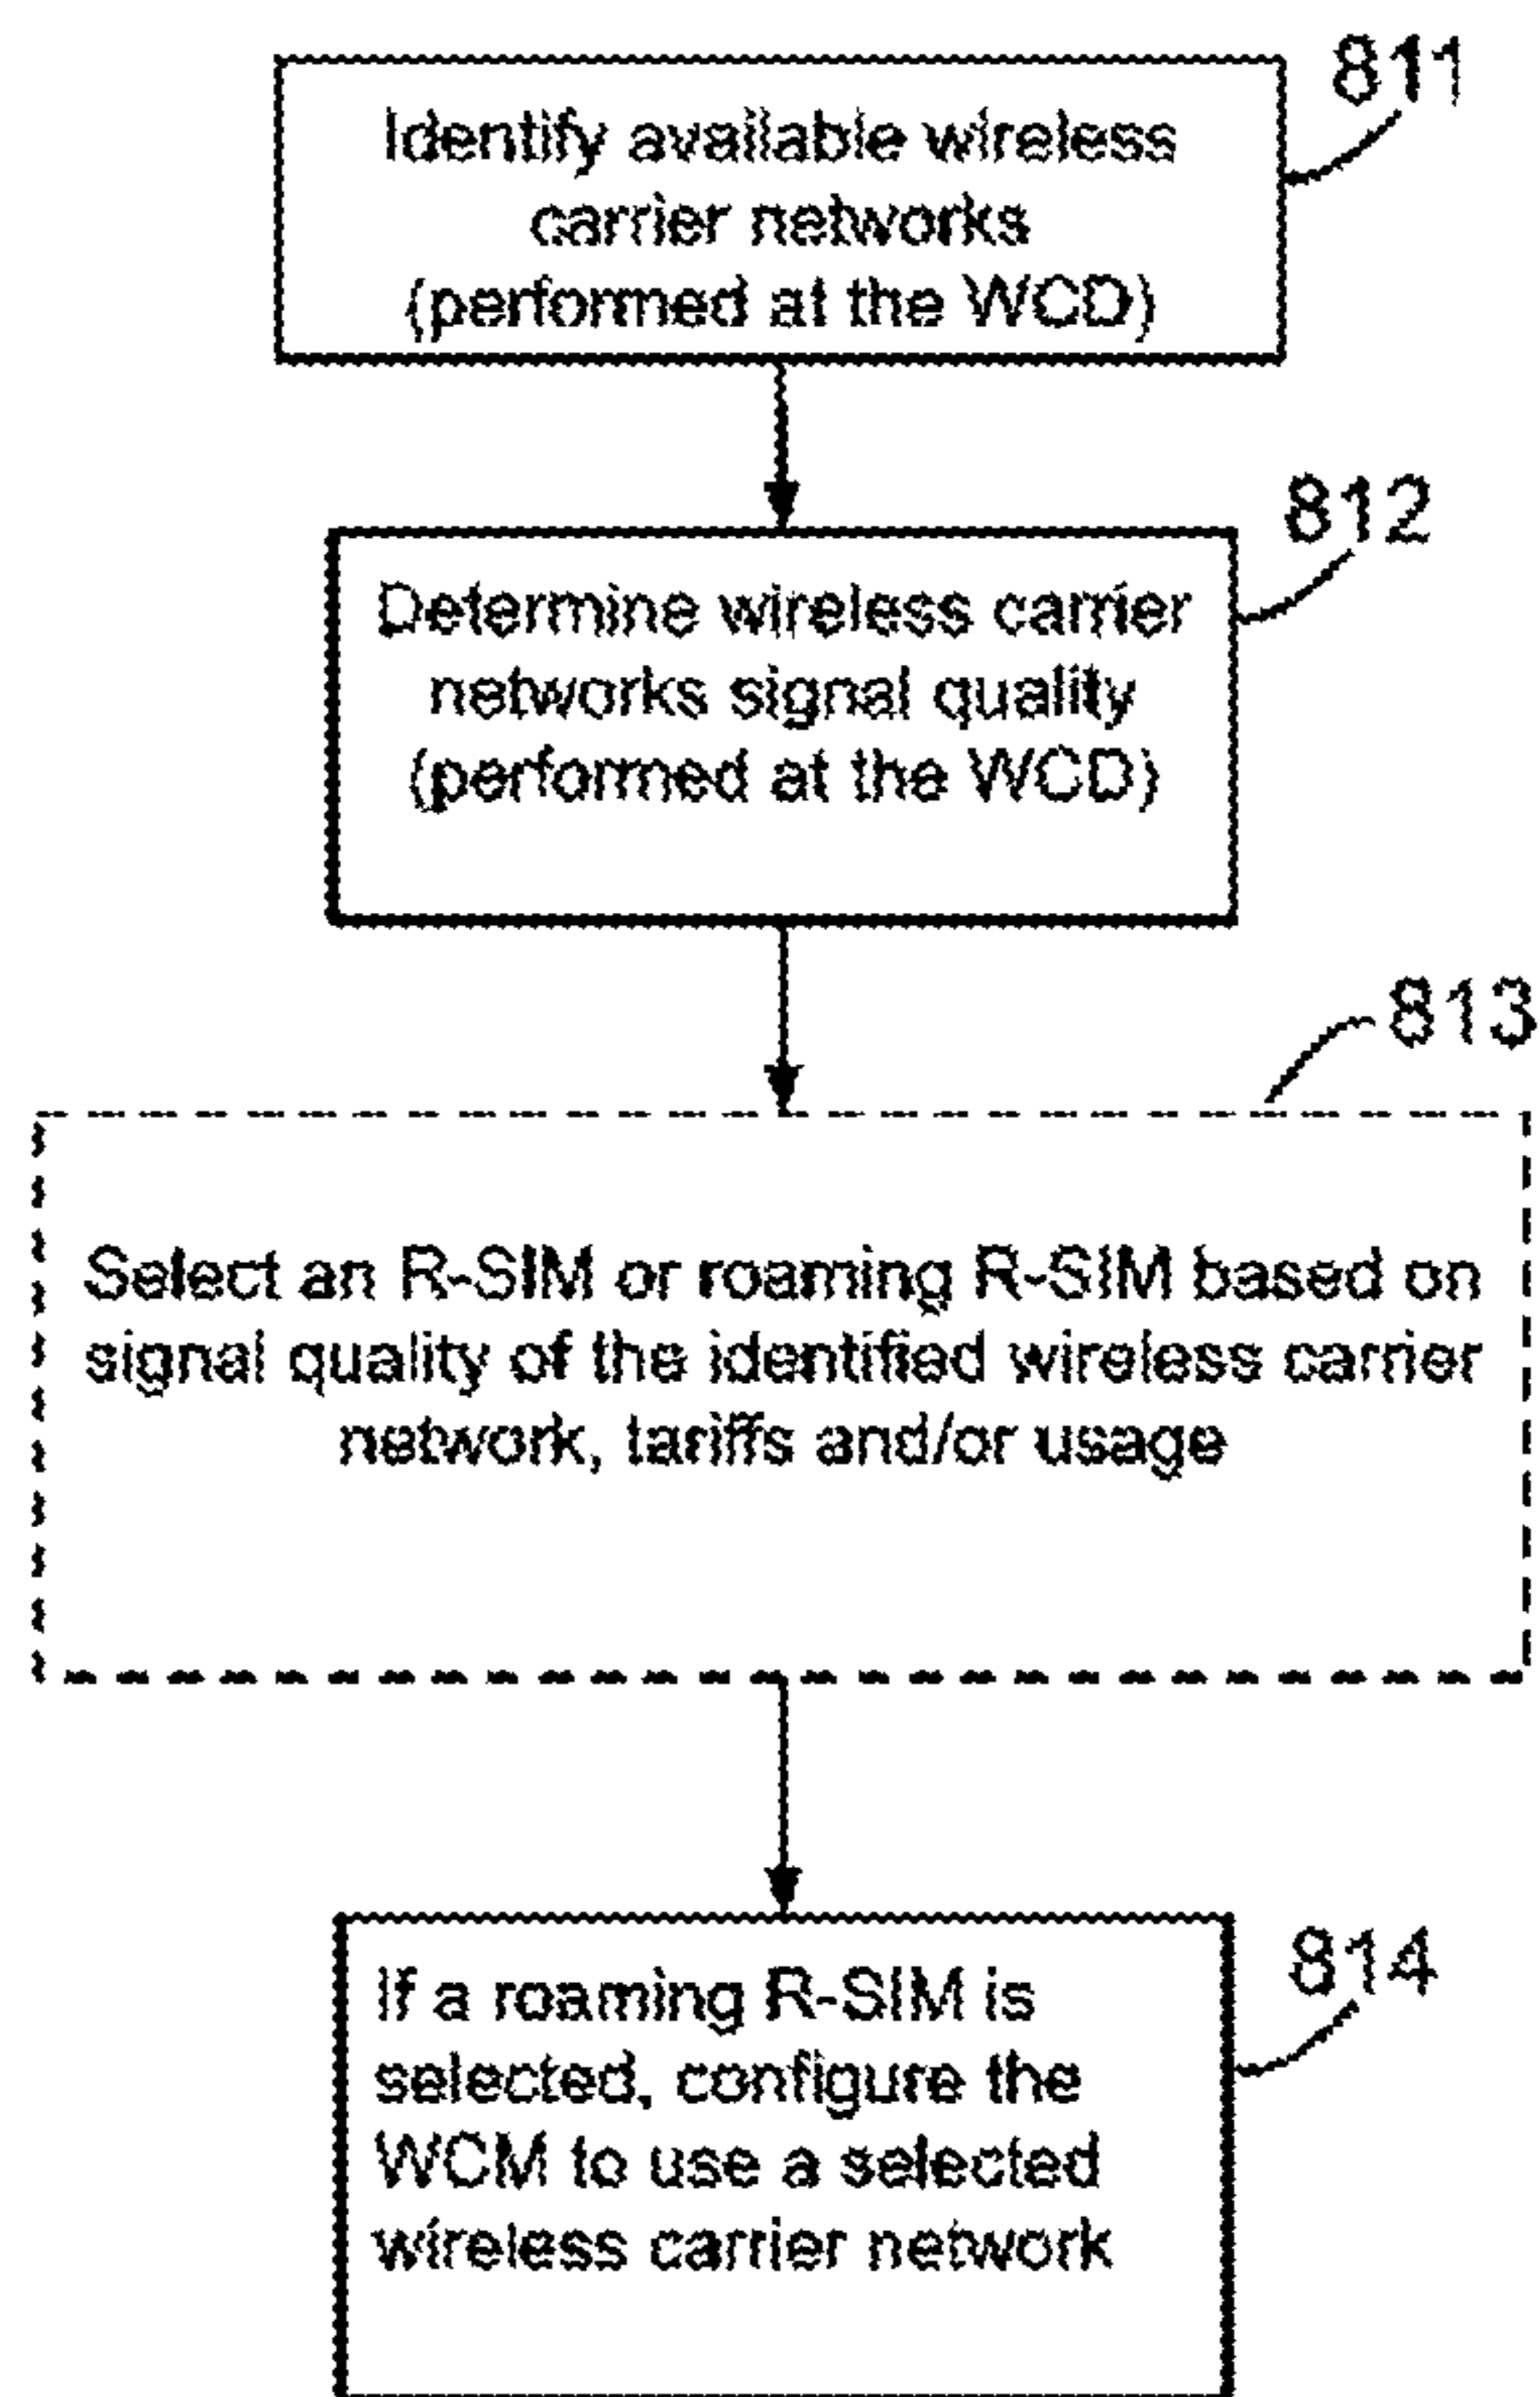 811
Identify available wireless
carrier networks
(performed at the WCD)
812
Determine wireless carrier
networks signal quality
(performed at the WCD)
813
Select an R-SIM or roaming R-SIM based on
signal quality of the identified wireless carrier
network, tariffs and/or usage
814
If a roaming R-SIM is
selected, configure the
WCM to use a selected
wireless carrier network